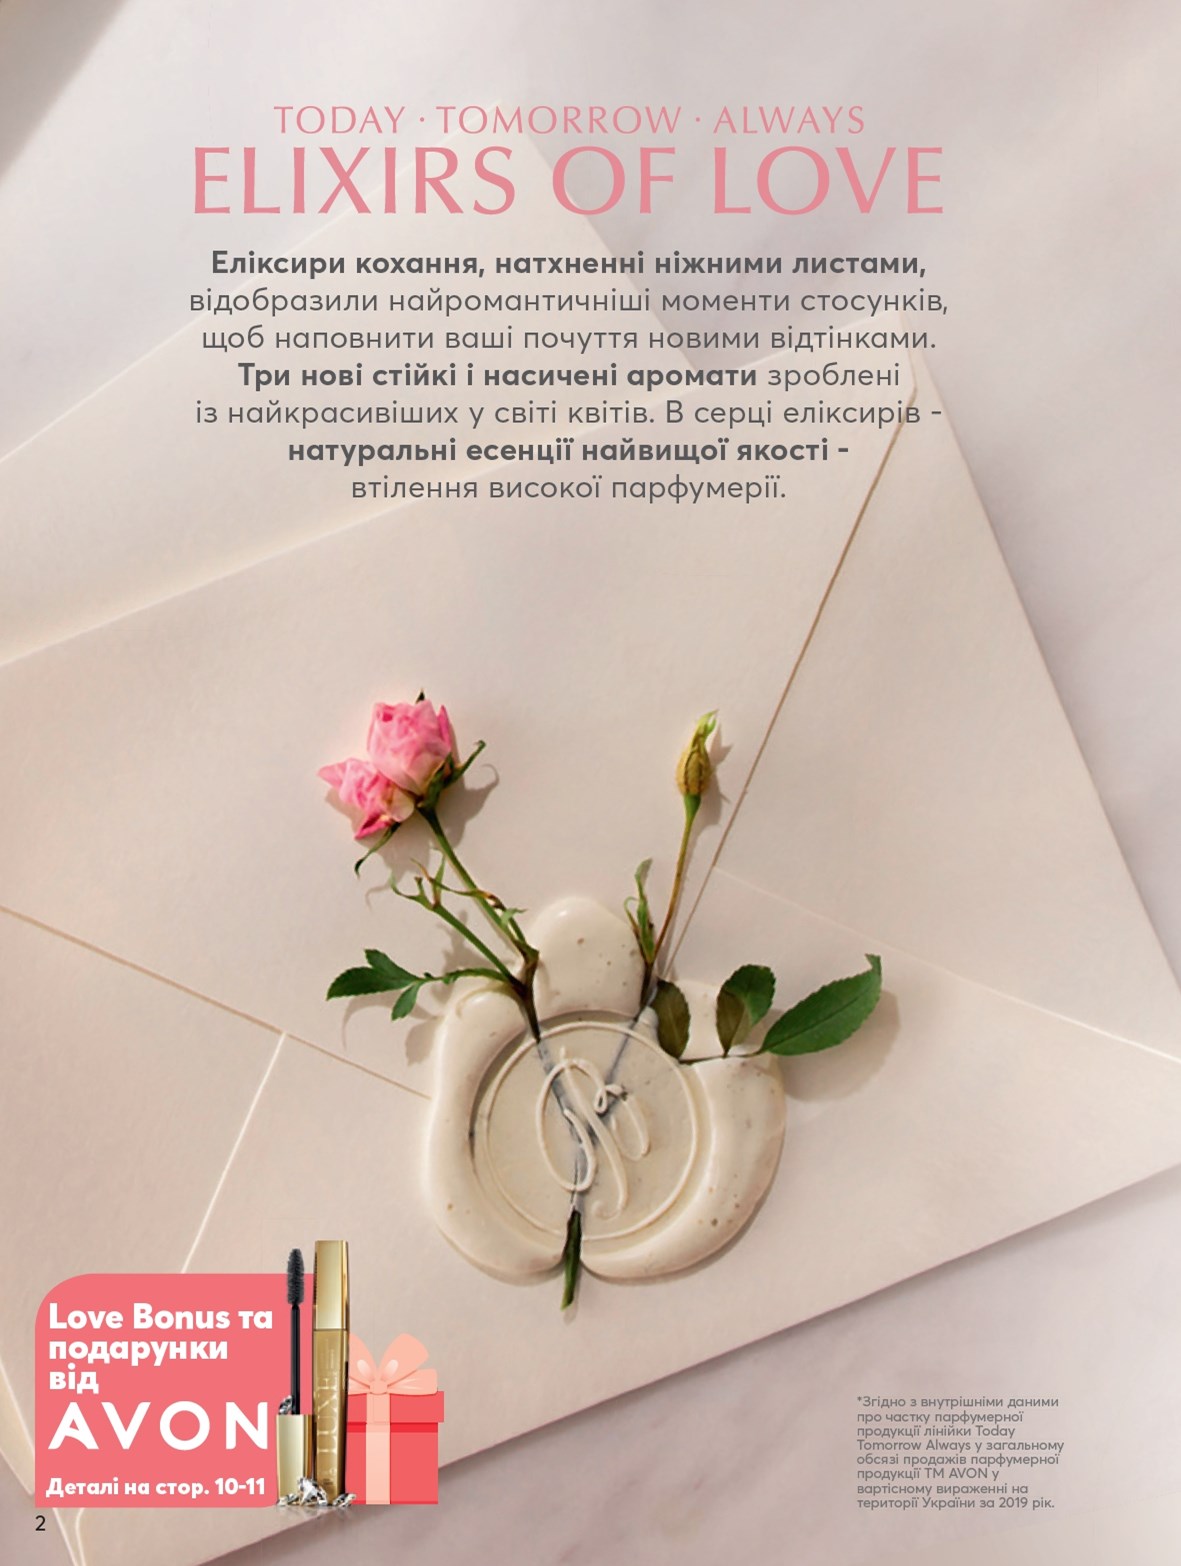 TODAY · TOMORROW · ALWAYS
ELIXIRS OF LOVE
Еліксири кохання, натхненні ніжними листами,
відобразили найромантичніші моменти стосунків,
щоб наповнити ваші почуття новими відтінками.
Три нові стійкі і насичені аромати зроблені
із найкрасивіших у світі квітів. В серці еліксирів -
натуральні есенції найвищої якості -
втілення високої парфумерії.
Love Bonus та
подарунки
від
AVON
Деталі на стор. 10-11
LUXE
2
*Згідно з внутрішніми даними
про частку парфумерної
продукції лінійки Today
Tomorrow Always у загальному
обсязі продажів парфумерної
продукції ТМ AVON у
вартісному вираженні на
території України за 2019 рік.